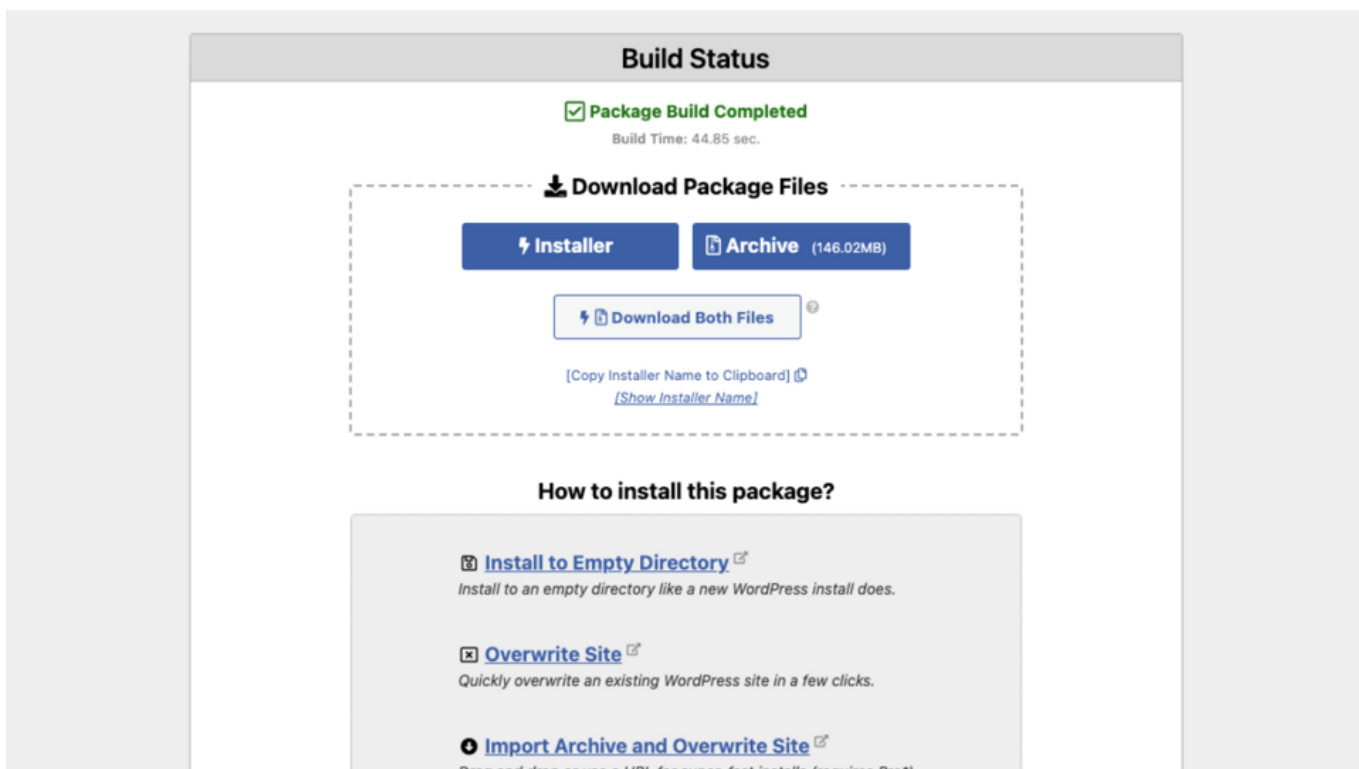 Build Status
Package Build Completed
Build Time: 44.85 sec.
Download Package Files
Installer
Archive (146.02MB)
Download Both Files
[Copy Installer Name to Clipboard]
[Show Installer Name]
How to install this package?
Install to Empty Directory
Install to an empty directory like a new WordPress install does.
Overwrite Site
Quickly overwrite an existing WordPress site in a few clicks.
Import Archive and Overwrite Site